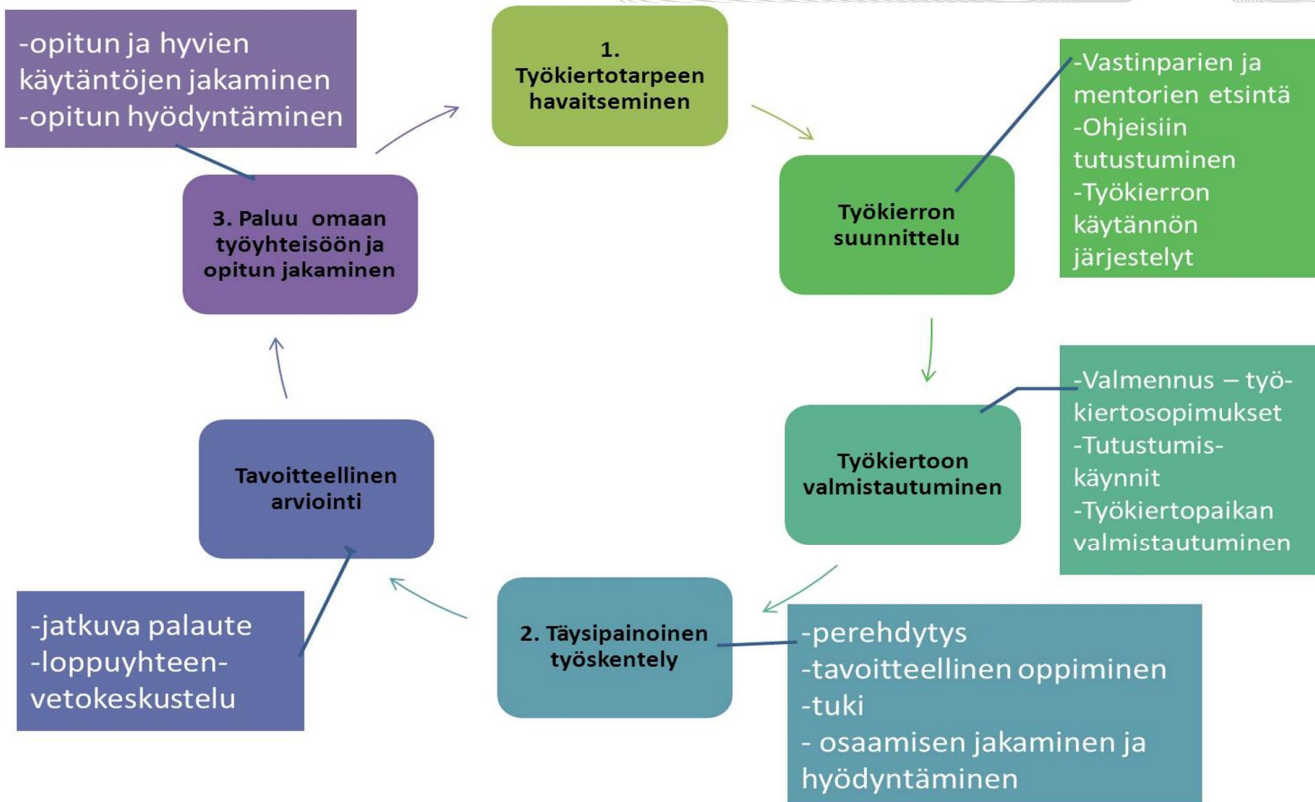 1.
Työkiertotarpeen
havaitseminen
Työkierron
suunnittelu
-Vastinparien ja
mentorien etsintä
-Ohjeisiin
tutustuminen
-Työkierron
käytännön
järjestelyt
Työkiertoon
valmistautuminen
-Valmennus – työ-
kiertosopimukset
-Tutustumis-
käynnit
-Työkiertopaikan
valmistautuminen
2. Täysipainoinen
työskentely
-perehdytys
-tavoitteellinen oppiminen
-tuki
- osaamisen jakaminen ja
hyödyntäminen
Tavoitteellinen
arviointi
-jatkuva palaute
-loppuyhteen-
vetokeskustelu
3. Paluu omaan
työyhteisöön ja
opitun jakaminen
-opitun ja hyvien
käytäntöjen jakaminen
-opitun hyödyntäminen